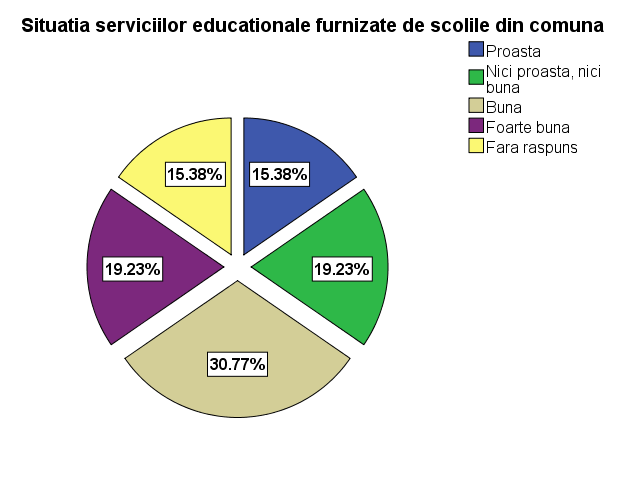 Situatia serviciilor educationale furnizate de scolile din comuna
Proasta
Nici proasta, nici
buna
Buna
Foarte buna
Fara raspuns
15.38%
15.38%
19.23%
19.23%
30.77%